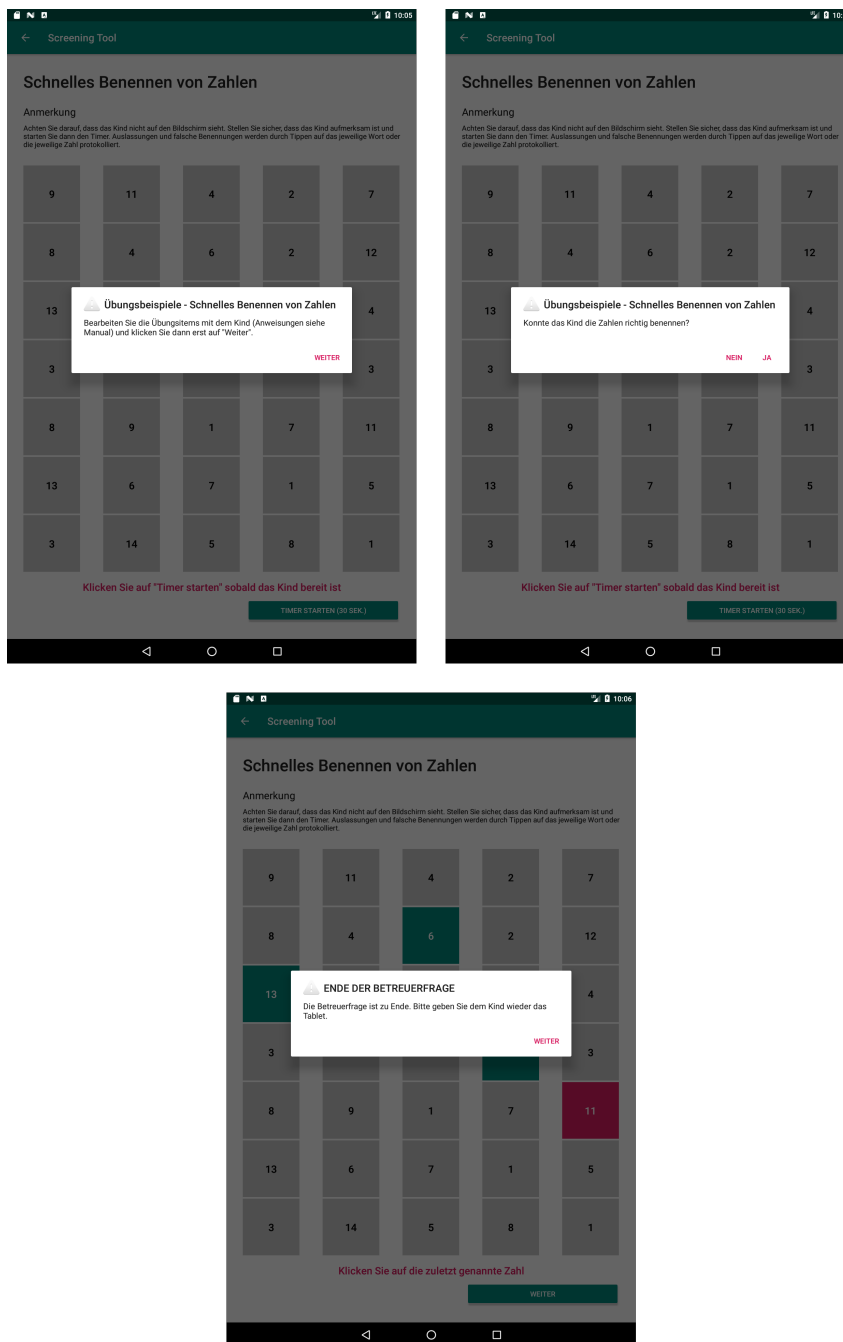 10:05
Screening Tool
Schnelles Benennen von Zahlen
Anmerkung
Achten Sie darauf, dass das Kind nicht auf den Bildschirm sieht. Stellen Sie sicher, dass das Kind aufmerksam ist und
starten Sie dann den Timer. Auslassungen und falsche Benennungen werden durch Tippen auf das jeweilige Wort oder
die jeweilige Zahl protokolliert.
9 11 4 2 7
8 4 6 2 12
13 4
Übungsbeispiele - Schnelles Benennen von Zahlen
Bearbeiten Sie die Übungsitems mit dem Kind (Anweisungen siehe
Manual) und klicken Sie dann erst auf "Weiter".
WEITER
3 3
8 9 1 7 11
13 6 7 1 5
3 14 5 8 1
Klicken Sie auf "Timer starten" sobald das Kind bereit ist
TIMER STARTEN (30 SEK.)
10:
Screening Tool
Schnelles Benennen von Zahlen
Anmerkung
Achten Sie darauf, dass das Kind nicht auf den Bildschirm sieht. Stellen Sie sicher, dass das Kind aufmerksam ist und
starten Sie dann den Timer. Auslassungen und falsche Benennungen werden durch Tippen auf das jeweilige Wort oder
die jeweilige Zahl protokolliert.
9 11 4 2 7
8 4 6 2 12
13 4
Übungsbeispiele - Schnelles Benennen von Zahlen
Konnte das Kind die Zahlen richtig benennen?
NEIN JA
3 3
8 9 1 7 11
13 6 7 1 5
3 14 5 8 1
Klicken Sie auf "Timer starten" sobald das Kind bereit ist
TIMER STARTEN (30 SEK.)
10:06
Screening Tool
Schnelles Benennen von Zahlen
Anmerkung
Achten Sie darauf, dass das Kind nicht auf den Bildschirm sieht. Stellen Sie sicher, dass das Kind aufmerksam ist und
starten Sie dann den Timer. Auslassungen und falsche Benennungen werden durch Tippen auf das jeweilige Wort oder
die jeweilige Zahl protokolliert.
9 11 4 2 7
8 4 6 2 12
13 4
ENDE DER BETREUERFRAGE
Die Betreuerfrage ist zu Ende. Bitte geben Sie dem Kind wieder das
Tablet.
WEITER
3 3
8 9 1 7 11
13 6 7 1 5
3 14 5 8 1
Klicken Sie auf die zuletzt genannte Zahl
WEITER